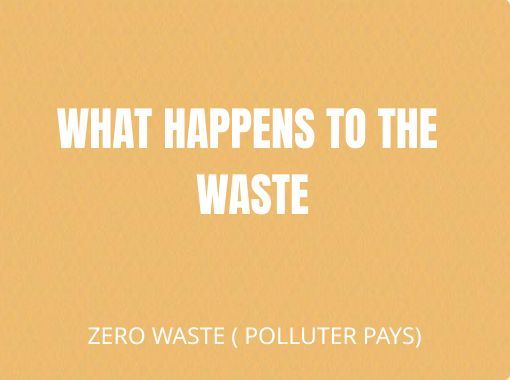 WHAT HAPPENS TO THE
WASTE
ZERO WASTE ( POLLUTER PAYS)